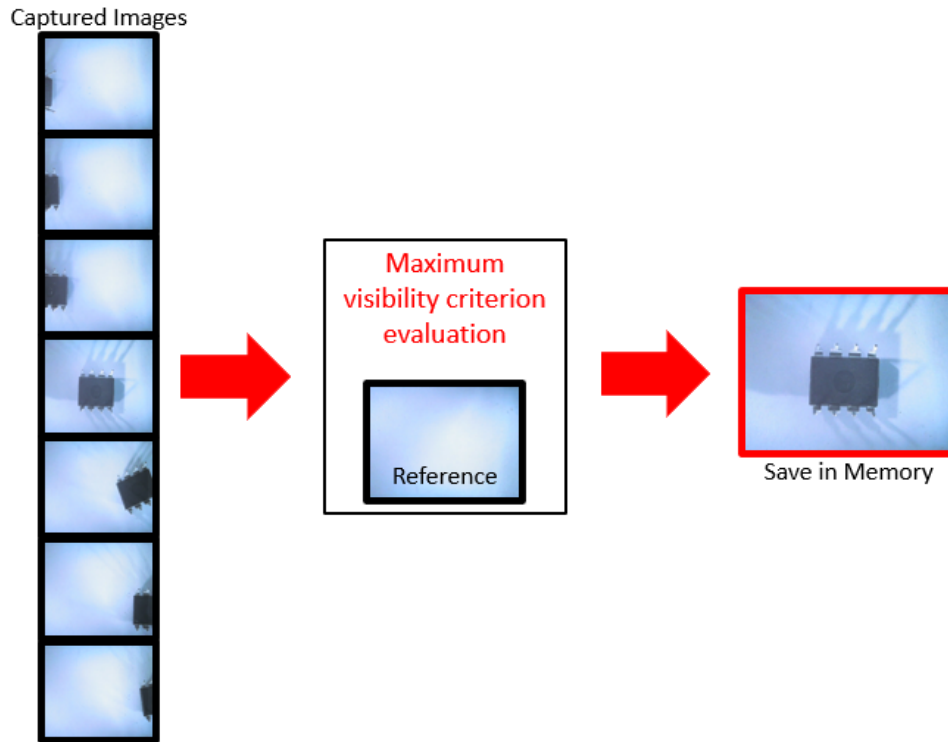 Captured Images
Maximum
visibility criterion
evaluation
Reference
Save in Memory